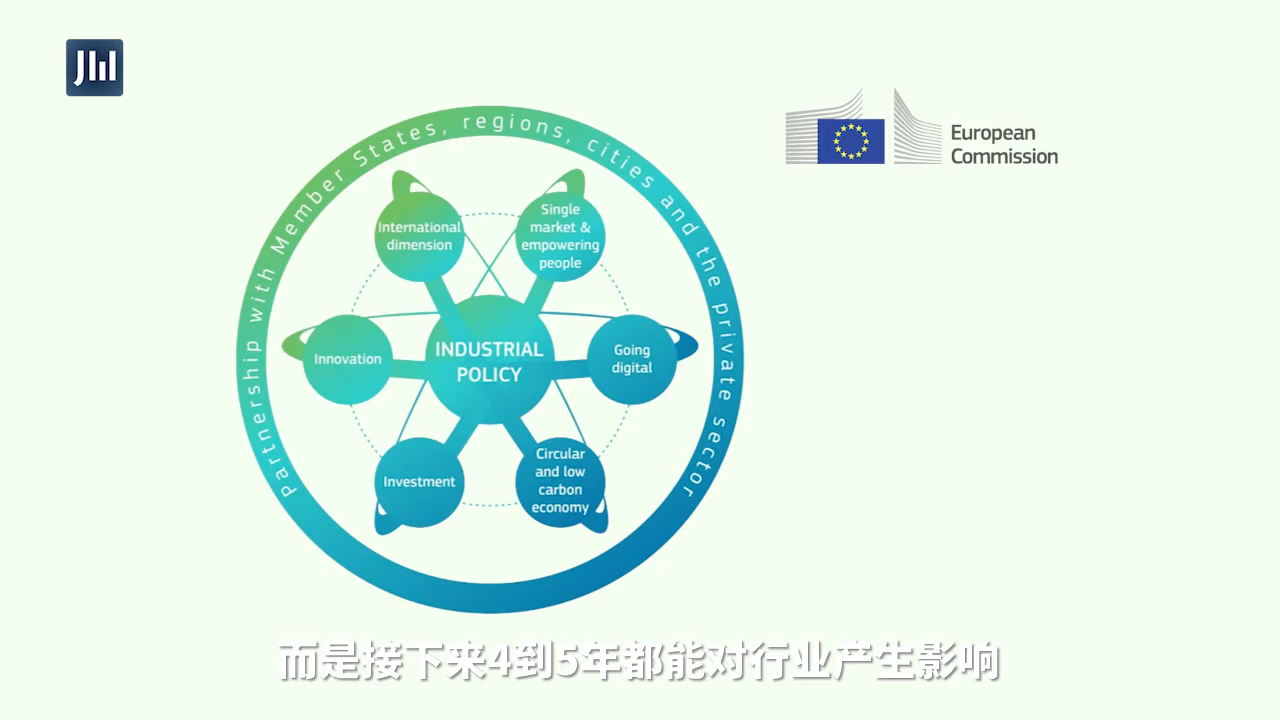 JW
Partnership with Member States, regions, cities and the private sector
European
Commission
International
dimension
Single
market &
empowering
people
Innovation
INDUSTRIAL
POLICY
Going
digital
Investment
Circular
and low
carbon
economy
而是接下来4到5年都能对行业产生影响